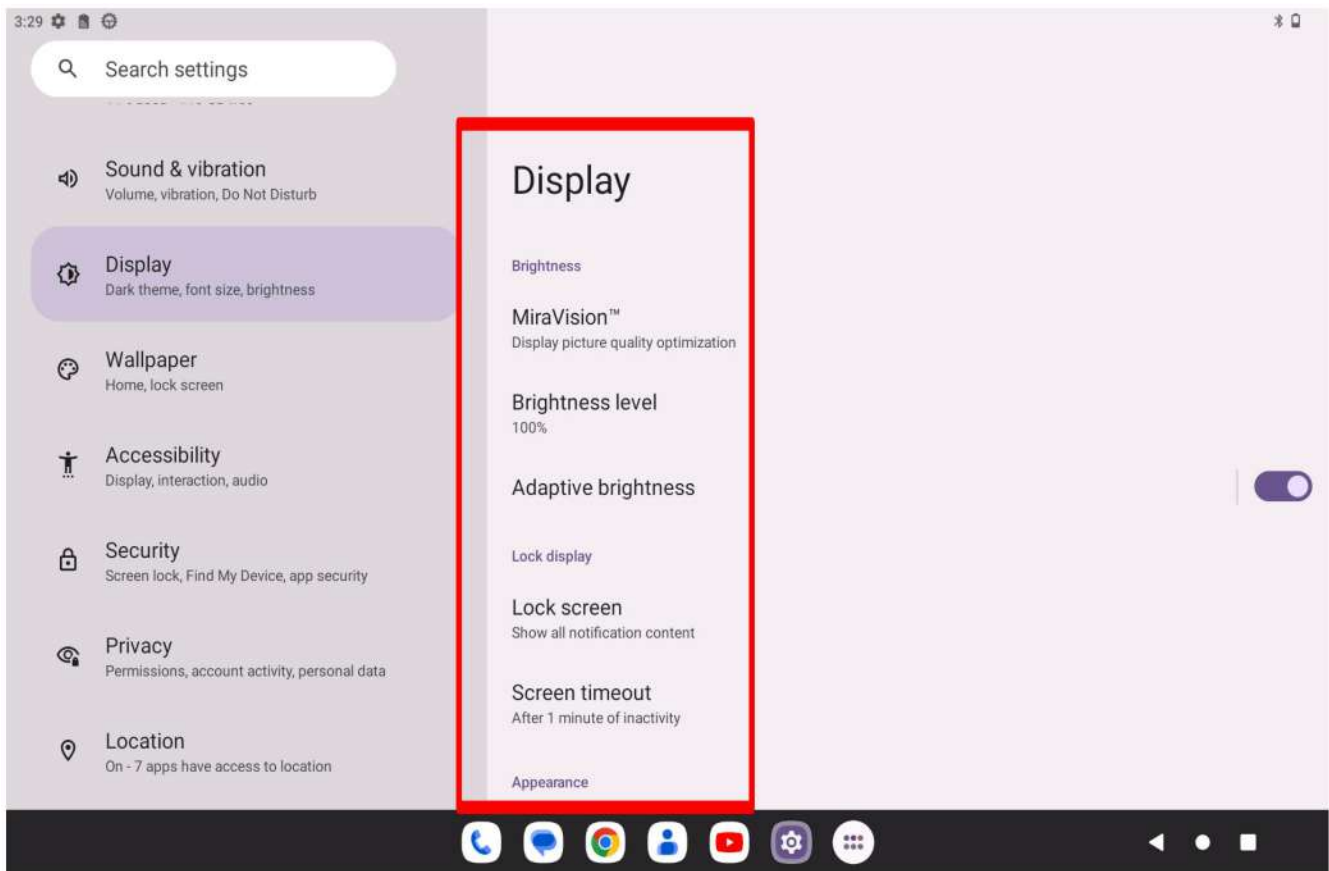 3:29
Search settings
Sound & vibration
Volume, vibration, Do Not Disturb
Display
Dark theme, font size, brightness
Wallpaper
Home, lock screen
Accessibility
Display, interaction, audio
Security
Screen lock, Find My Device, app security
Privacy
Permissions, account activity, personal data
Location
On - 7 apps have access to location
Display
Brightness
MiraVision™
Display picture quality optimization
Brightness level
100%
Adaptive brightness
Lock display
Lock screen
Show all notification content
Screen timeout
After 1 minute of inactivity
Appearance